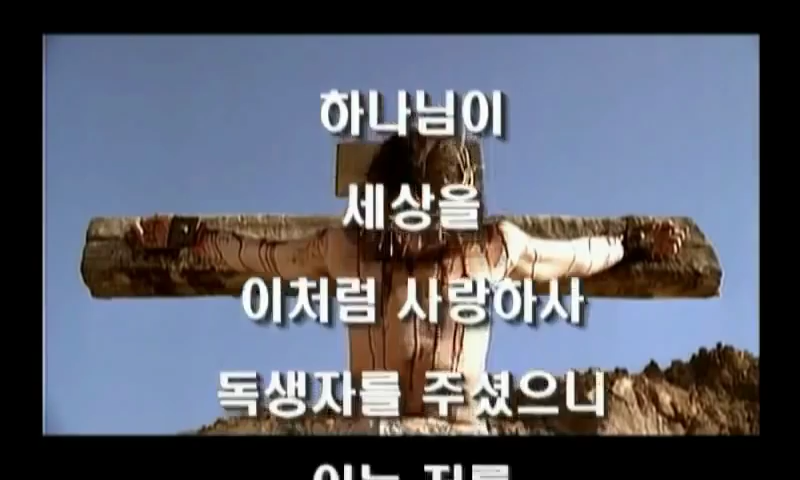 하나님이
세상을
이처럼 사랑하사
독생자를 주셨으니